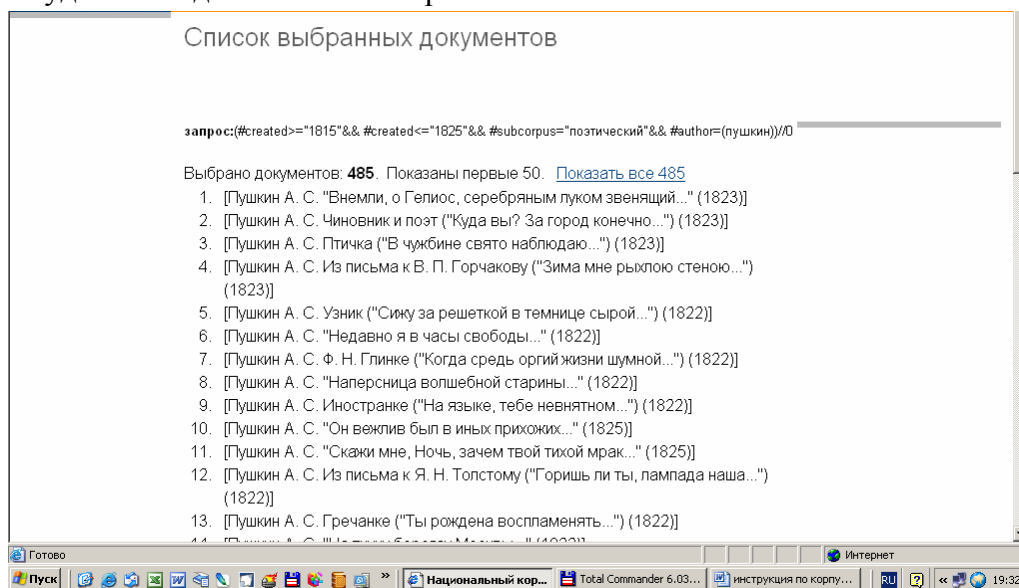 Список выбранных документов
запрос:(#created>="1815"&& #created<="1825"&& #subcorpus="поэтический"&& #author=(пушкин))//0
Выбрано документов: 485. Показаны первые 50. Показать все 485
1. [Пушкин А. С. "Внемли, о Гелиос, серебряным луком звенящий..." (1823)]
2. [Пушкин А. С. Чиновник и поэт ("Куда вы? За город конечно...") (1823)]
3. [Пушкин А. С. Птичка ("В чужбине свято наблюдаю...") (1823)]
4. [Пушкин А. С. Из письма к В. П. Горчакову ("Зима мне рыхлою стеною...")
(1823)]
5. [Пушкин А. С. Узник ("Сижу за решеткой в темнице сырой...") (1822)]
6. [Пушкин А. С. "Недавно я в часы свободы..." (1822)]
7. [Пушкин А. С. Ф. Н. Глинке ("Когда средь оргий жизни шумной...") (1822)]
8. [Пушкин А. С. "Наперсница волшебной старины..." (1822)]
9. [Пушкин А. С. Иностранке ("На языке, тебе невнятном...") (1822)]
10. [Пушкин А. С. "Он вежлив был в иных прихожих..." (1825)]
11. [Пушкин А. С. "Скажи мне, Ночь, зачем твой тихой мрак..." (1825)]
12. [Пушкин А. С. Из письма к Я. Н. Толстому ("Горишь ли ты, лампада наша...")
(1822)]
13. [Пушкин А. С. Гречанке ("Ты рождена воспламенять...") (1822)]
Готово Интернет
Пуск Национальный кор... Total Commander 6.03... инструкция по корпу... RU 19:32